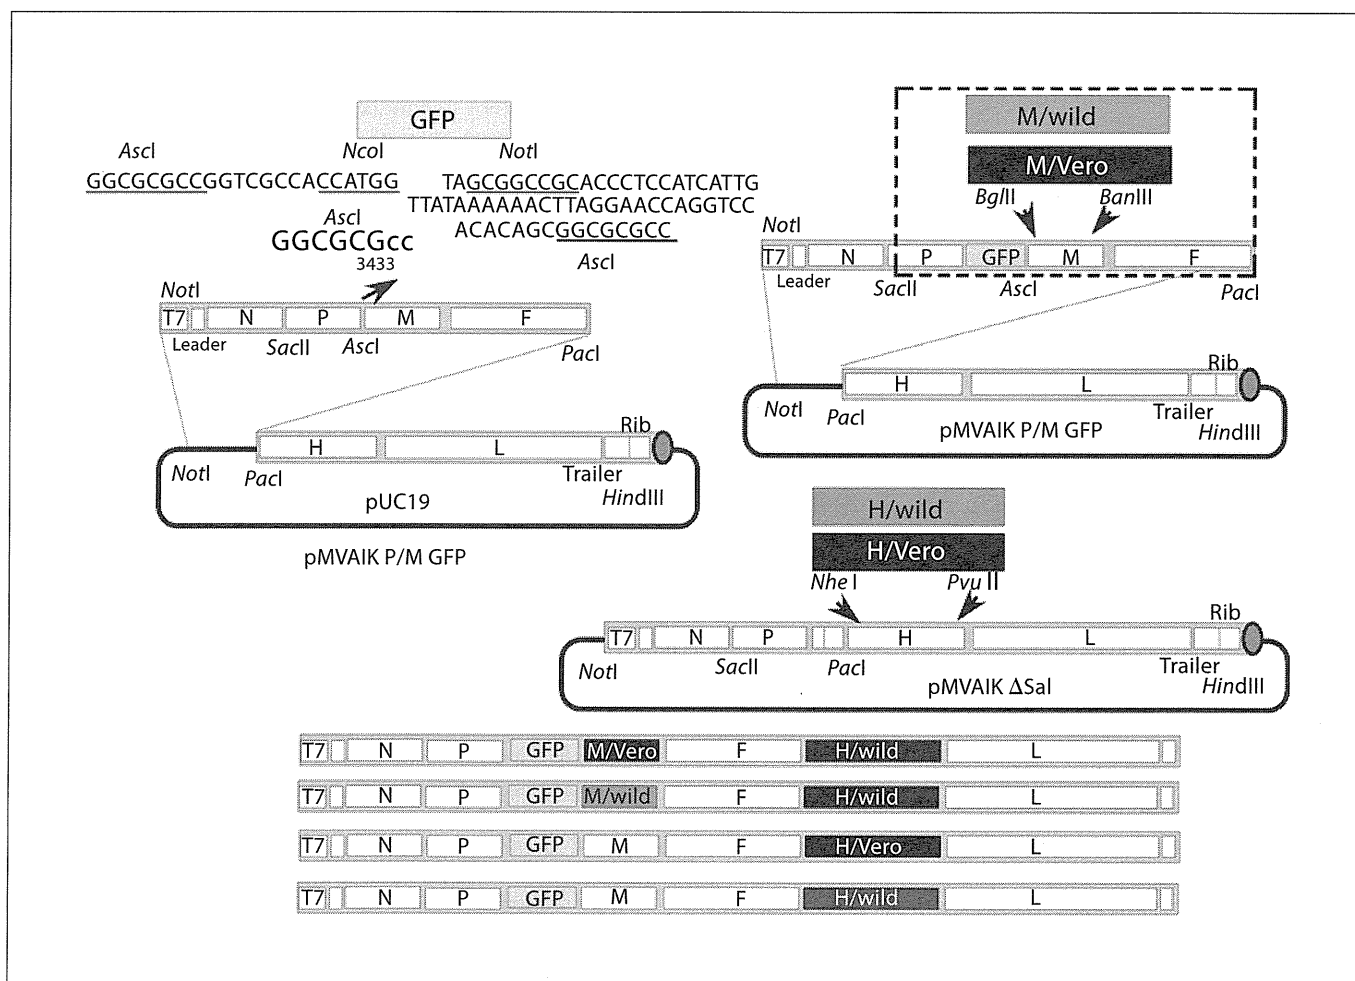 GFP
AscI
NcoI
NotI
GGCGCGCCGGTCGCCACCATGG
TAGCGGCCGCACCCTCCATCATTG
TTATAAAAAACTTAGGAACCAGGTCC
ACACAGCGGCGCGCC
AscI
AscI
GGCGCGcc
3433
NotI
T7 N P M F
Leader
SacII
AscI
PacI
Rib
H L
NotI
PacI
Trailer
HindIII
pUC19
pMVAIK P/M GFP
M/wild
M/Vero
BglII
BanIII
NotI
T7 N P GFP M F
Leader
SacII
AscI
PacI
Rib
H L
NotI
PacI
Trailer
HindIII
pMVAIK P/M GFP
H/wild
H/Vero
Nhe I
Pvu II
Rib
T7 N P H L
NotI
SacII
PacI
Trailer
HindIII
pMVAIK ΔSal
T7 N P GFP M/Vero F H/wild L
T7 N P GFP M/wild F H/wild L
T7 N P GFP M F H/Vero L
T7 N P GFP M F H/wild L